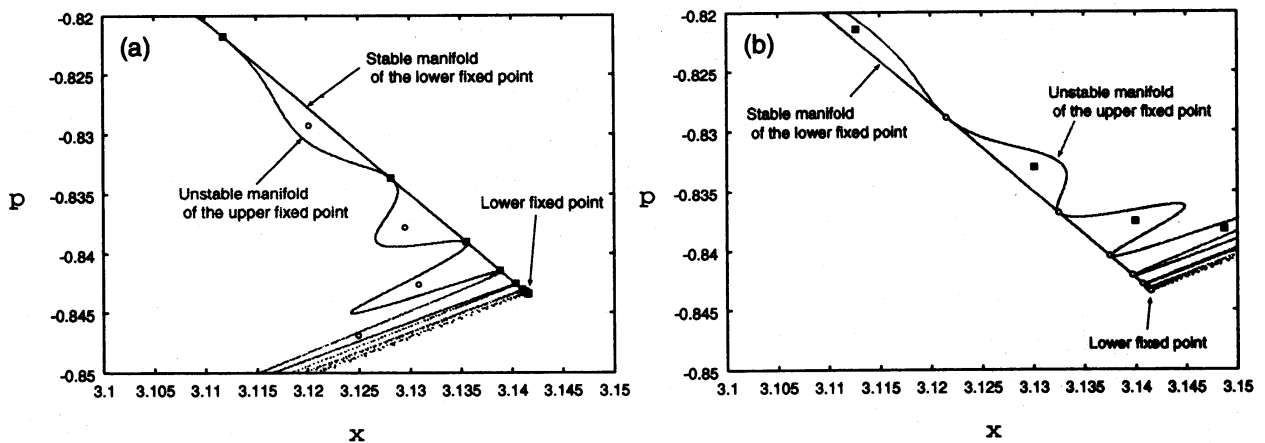 (a)
-0.82
-0.825
-0.83
-0.835
-0.84
-0.845
-0.85
p
Stable manifold
of the lower fixed point
Unstable manifold
of the upper fixed point
Lower fixed point
3.1 3.105 3.11 3.115 3.12 3.125 3.13 3.135 3.14 3.145 3.15
x
(b)
-0.82
-0.825
-0.83
-0.835
-0.84
-0.845
-0.85
p
Unstable manifold
of the upper fixed point
Stable manifold
of the lower fixed point
Lower fixed point
3.1 3.105 3.11 3.115 3.12 3.125 3.13 3.135 3.14 3.145 3.15
x